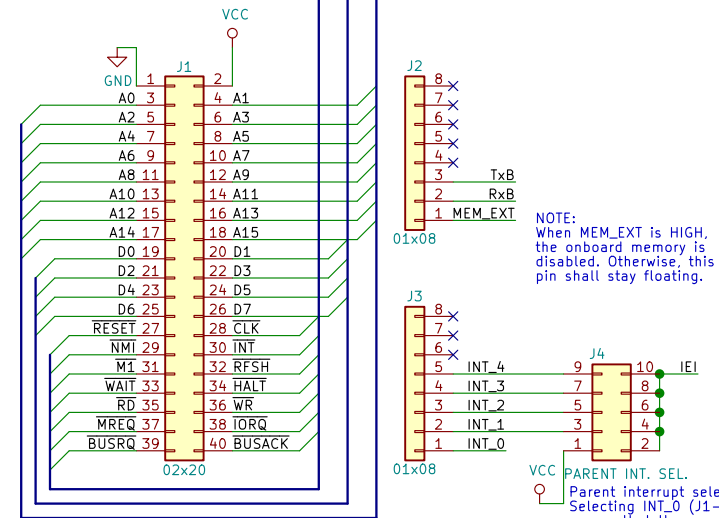 VCC
J1
J2
GND 1 2
A0 3 4 A1
A2 5 6 A3
A4 7 8 A5
A6 9 10 A7
A8 11 12 A9
A10 13 14 A11
A12 15 16 A13
A14 17 18 A15
D0 19 20 D1
D2 21 22 D3
D4 23 24 D5
D6 25 26 D7
RESET 27 28 CLK
NMI 29 30 INT
M1 31 32 RFSH
WAIT 33 34 HALT
RD 35 36 WR
MREQ 37 38 IORQ
BUSRQ 39 40 BUSACK
02x20
8
7
6
5
4
3 TxB
2 RxB
1 MEM_EXT
01x08
NOTE:
When MEM_EXT is HIGH,
the onboard memory is
disabled. Otherwise, this
pin shall stay floating.
J3
8
7
6
5 INT_4
4 INT_3
3 INT_2
2 INT_1
1 INT_0
01x08
J4
9 10 IEI
7 8
5 6
3 4
1 2
VCC
PARENT INT. SEL.
Parent interrupt sele
Selecting INT_0 (J1-